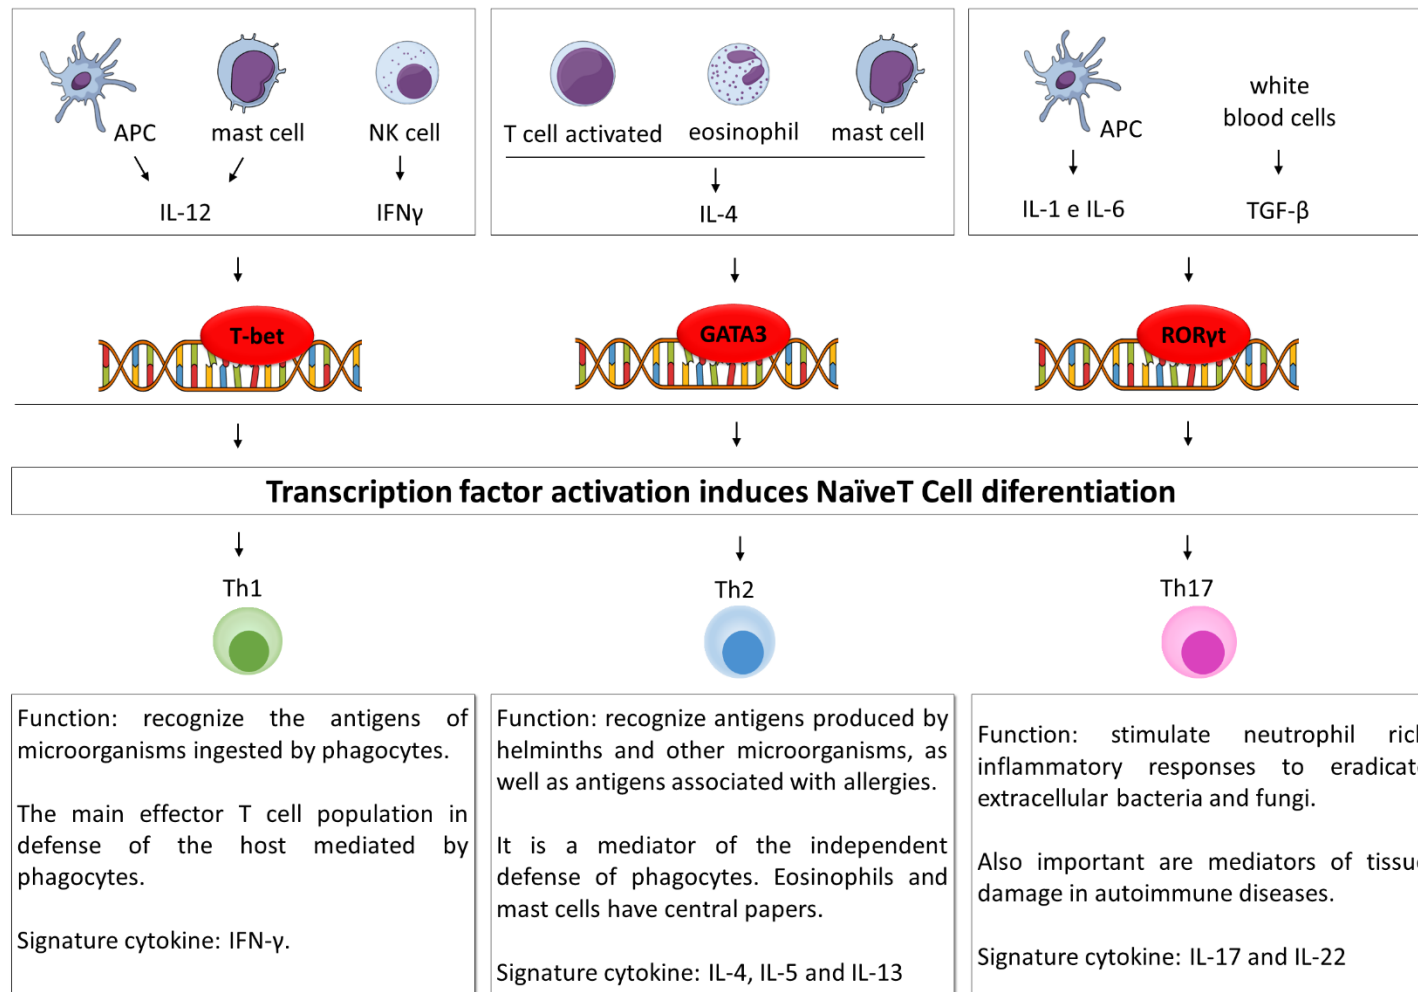 APC
mast cell
NK cell
IL-12
IFNγ
T cell activated
eosinophil
mast cell
IL-4
APC
white
blood cells
IL-1 e IL-6
TGF-β
T-bet
GATA3
RORγt
Transcription factor activation induces NaïveT Cell diferentiation
Th1
Th2
Th17
Function: recognize the antigens of
microorganisms ingested by phagocytes.
The main effector T cell population in
defense of the host mediated by
phagocytes.
Signature cytokine: IFN-γ.
Function: recognize antigens produced by
helminths and other microorganisms, as
well as antigens associated with allergies.
It is a mediator of the independent
defense of phagocytes. Eosinophils and
mast cells have central papers.
Signature cytokine: IL-4, IL-5 and IL-13
Function: stimulate neutrophil rich
inflammatory responses to eradicate
extracellular bacteria and fungi.
Also important are mediators of tissue
damage in autoimmune diseases.
Signature cytokine: IL-17 and IL-22